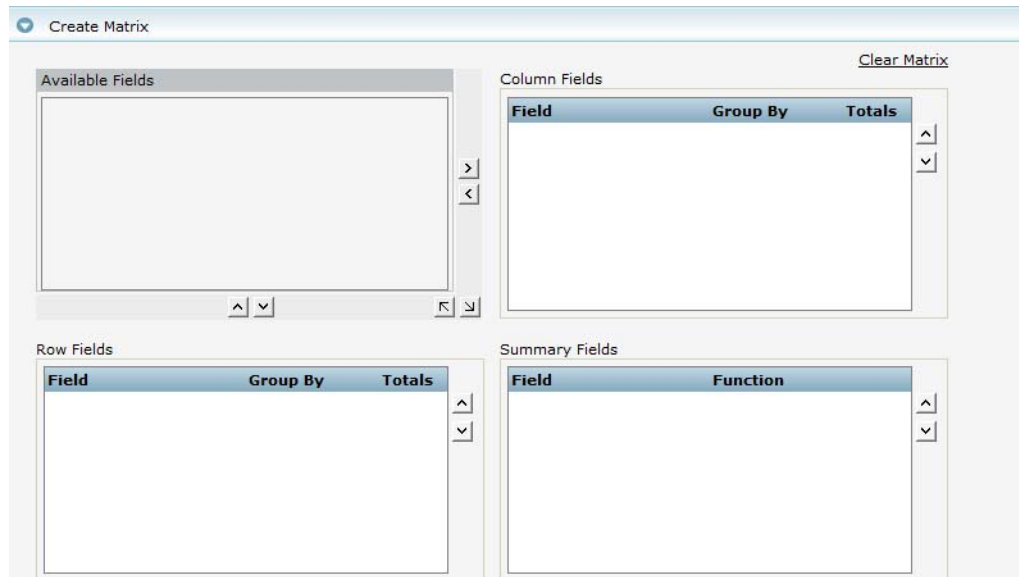 Create Matrix
Clear Matrix
Available Fields
Column Fields
Field Group By Totals
Row Fields
Field Group By Totals
Summary Fields
Field Function